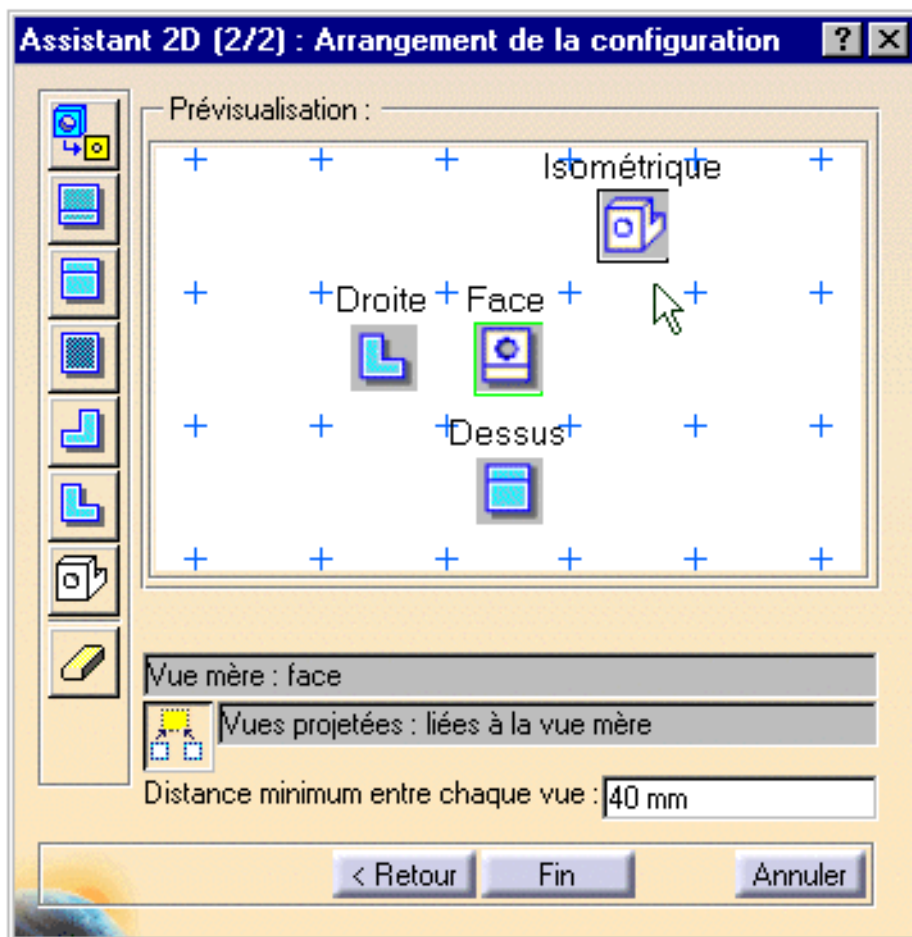 Assistant 2D (2/2) : Arrangement de la configuration
Prévisualisation :
Isométrique
Droite
Face
Dessus
Vue mère : face
Vues projetées : liées à la vue mère
Distance minimum entre chaque vue : 40 mm
< Retour
Fin
Annuler